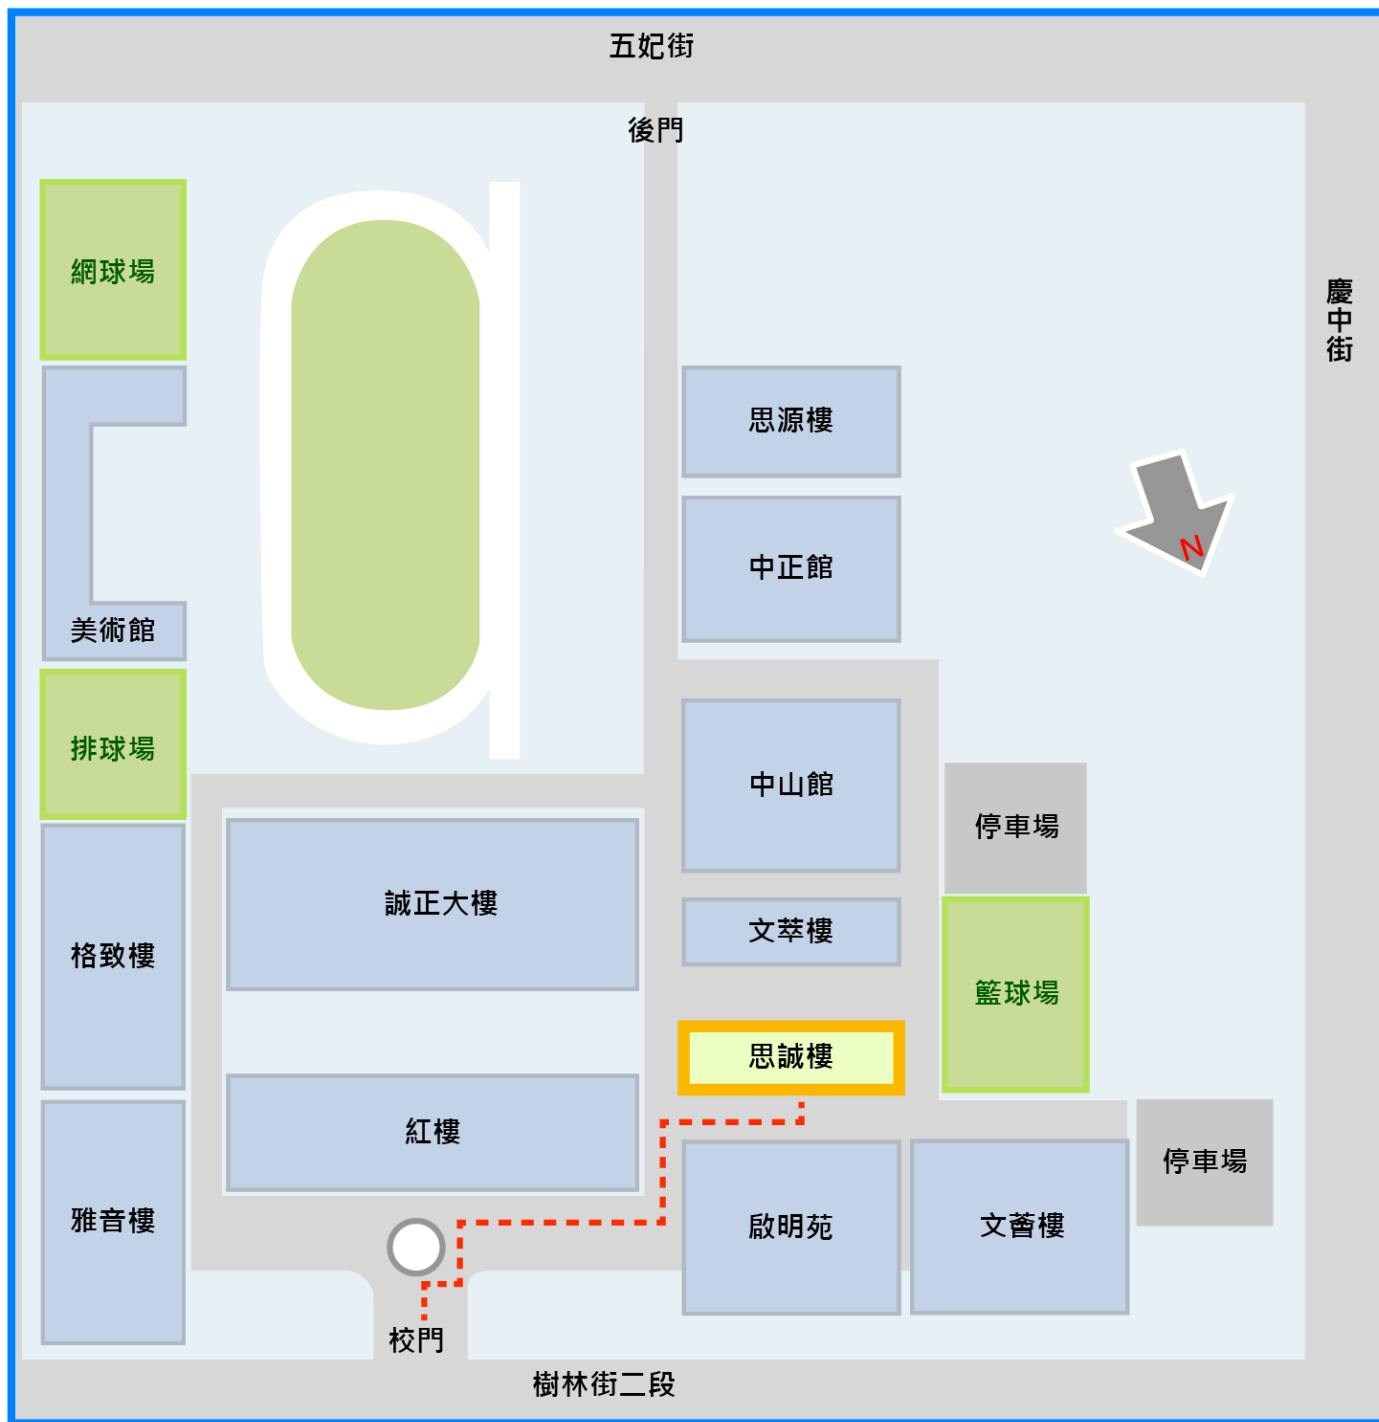 五妃街
後門
網球場
慶中街
思源樓
中正館
N
美術館
排球場
中山館
停車場
誠正大樓
文萃樓
格致樓
籃球場
思誠樓
紅樓
停車場
雅音樓
啟明苑
文薈樓
校門
樹林街二段